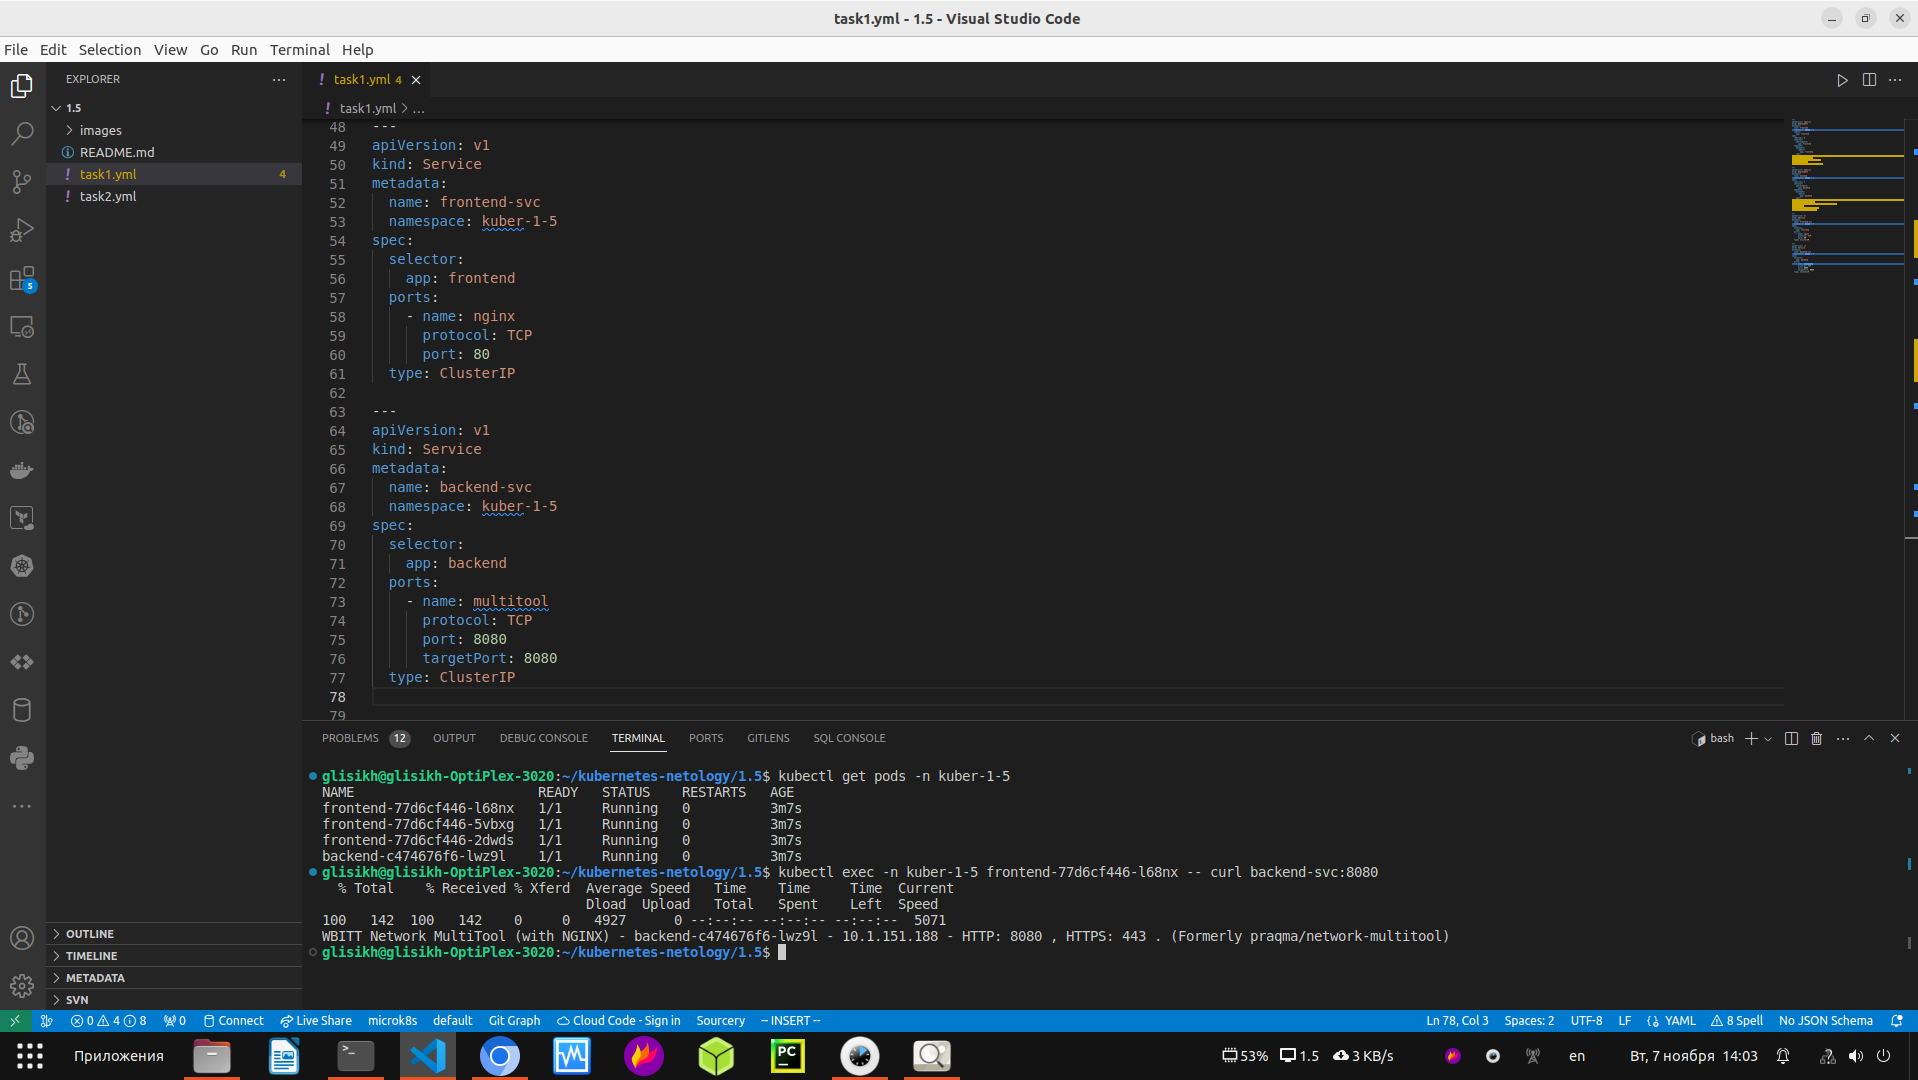 task1.yml - 1.5 - Visual Studio Code
File Edit Selection View Go Run Terminal Help
EXPLORER
1.5
images
README.md
task1.yml 4
task2.yml
OUTLINE
TIMELINE
METADATA
SVN
5
task1.yml 4
task1.yml > ...
48 ---
49 apiVersion: v1
50 kind: Service
51 metadata:
52   name: frontend-svc
53   namespace: kuber-1-5
54 spec:
55   selector:
56     app: frontend
57   ports:
58     - name: nginx
59       protocol: TCP
60       port: 80
61   type: ClusterIP
62
63 ---
64 apiVersion: v1
65 kind: Service
66 metadata:
67   name: backend-svc
68   namespace: kuber-1-5
69 spec:
70   selector:
71     app: backend
72   ports:
73     - name: multitool
74       protocol: TCP
75       port: 8080
76       targetPort: 8080
77   type: ClusterIP
78
79
PROBLEMS 12 OUTPUT DEBUG CONSOLE TERMINAL PORTS GITLENS SQL CONSOLE
bash
glisikh@glisikh-OptiPlex-3020:~/kubernetes-netology/1.5$ kubectl get pods -n kuber-1-5
NAME READY STATUS RESTARTS AGE
frontend-77d6cf446-l68nx 1/1 Running 0 3m7s
frontend-77d6cf446-5vbxg 1/1 Running 0 3m7s
frontend-77d6cf446-2dwds 1/1 Running 0 3m7s
backend-c474676f6-lwz9l 1/1 Running 0 3m7s
glisikh@glisikh-OptiPlex-3020:~/kubernetes-netology/1.5$ kubectl exec -n kuber-1-5 frontend-77d6cf446-l68nx -- curl backend-svc:8080
% Total % Received % Xferd Average Speed Time Time Time Current
Dload Upload Total Spent Left Speed
100 142 100 142 0 0 4927 0 --:--:-- --:--:-- --:--:-- 5071
WBITT Network MultiTool (with NGINX) - backend-c474676f6-lwz9l - 10.1.151.188 - HTTP: 8080 , HTTPS: 443 . (Formerly praqma/network-multitool)
glisikh@glisikh-OptiPlex-3020:~/kubernetes-netology/1.5$
0 4 8 0 Connect Live Share microk8s default Git Graph Cloud Code - Sign in Sourcery -- INSERT -- Ln 78, Col 3 Spaces: 2 UTF-8 LF YAML 8 Spell No JSON Schema
Приложения PC 53% 1.5 3 KB/s en Вт, 7 ноября 14:03